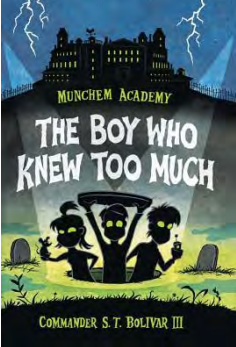 MUNCHEM ACADEMY
THE BOY WHO
KNEW TOO MUCH
COMMANDER S. T. BOLIVAR III